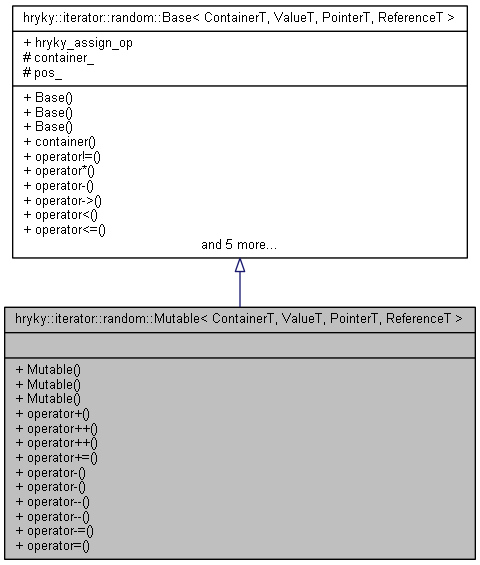 hryky::iterator::random::Base< ContainerT, ValueT, PointerT, ReferenceT >
+ hryky_assign_op
# container_
# pos_
+ Base()
+ Base()
+ Base()
+ container()
+ operator!=()
+ operator*()
+ operator-()
+ operator->()
+ operator<()
+ operator<=()
and 5 more...
hryky::iterator::random::Mutable< ContainerT, ValueT, PointerT, ReferenceT >
+ Mutable()
+ Mutable()
+ Mutable()
+ operator+()
+ operator++()
+ operator++()
+ operator+=()
+ operator-()
+ operator-()
+ operator--()
+ operator--()
+ operator-=()
+ operator=()